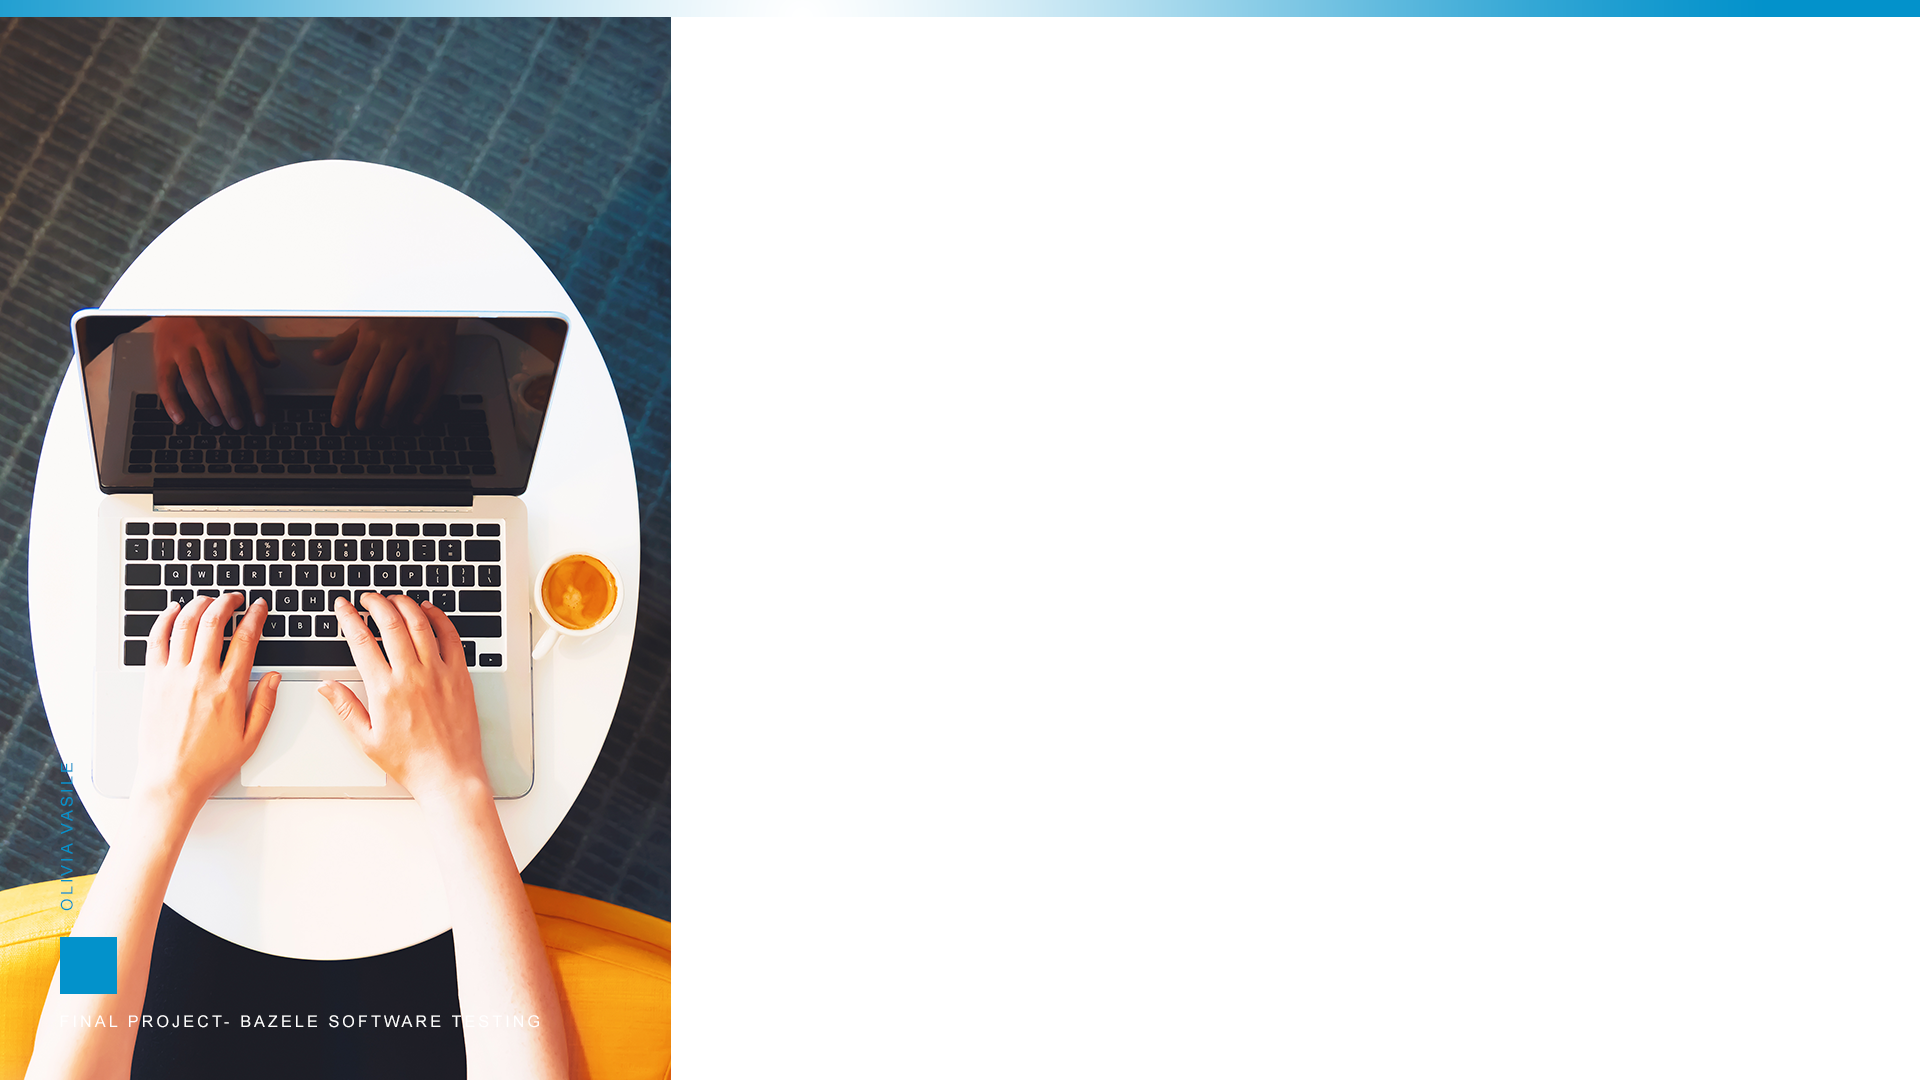 OLIVIA VASILE
FINAL PROJECT- BAZELE SOFTWARE TESTING